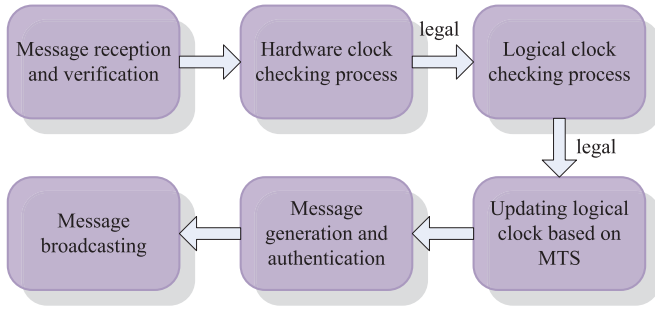 Message reception
and verification
Hardware clock
checking process
legal
Logical clock
checking process
legal
Updating logical
clock based on
MTS
Message
generation and
authentication
Message
broadcasting